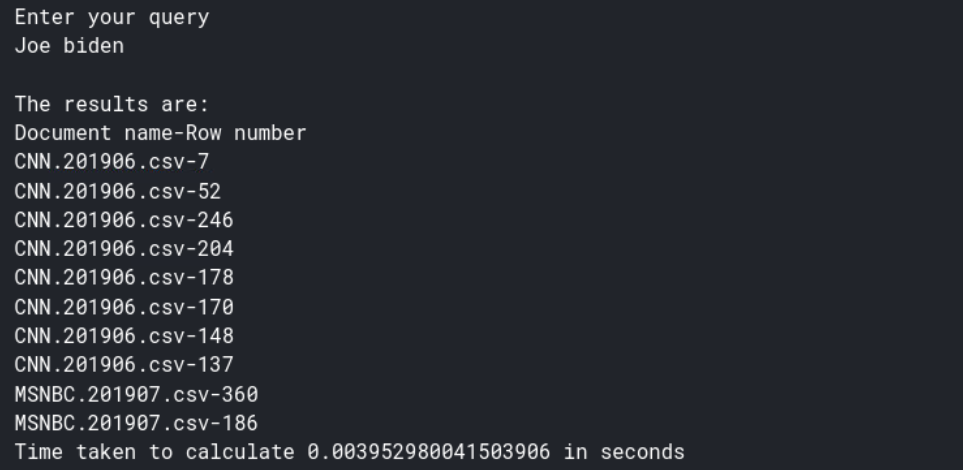 Enter your query
Joe biden
The results are:
Document name-Row number
CNN.201906.csv-7
CNN.201906.csv-52
CNN.201906.csv-246
CNN.201906.csv-204
CNN.201906.csv-178
CNN.201906.csv-170
CNN.201906.csv-148
CNN.201906.csv-137
MSNBC.201907.csv-360
MSNBC.201907.csv-186
Time taken to calculate 0.003952980041503906 in seconds